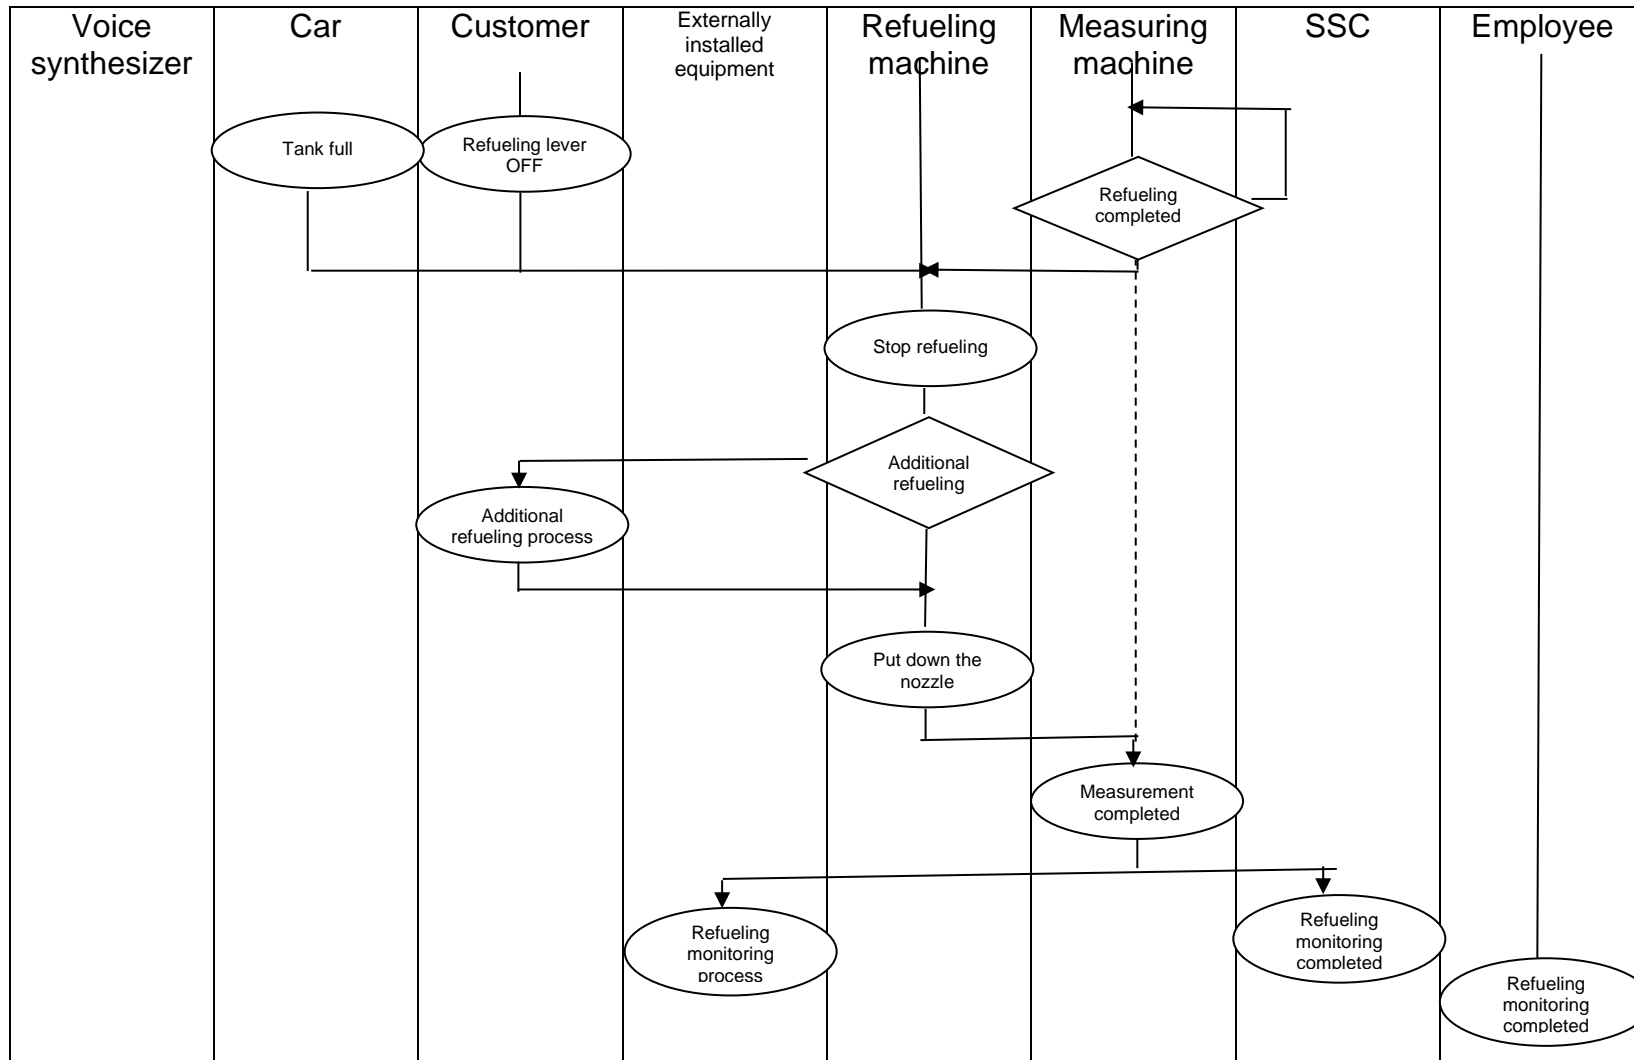 Voice
synthesizer
Car
Customer
Externally
installed
equipment
Refueling
machine
Measuring
machine
SSC
Employee
Tank full
Refueling lever
OFF
Refueling
completed
Stop refueling
Additional
refueling
Additional
refueling process
Put down the
nozzle
Measurement
completed
Refueling
monitoring
process
Refueling
monitoring
completed
Refueling
monitoring
completed